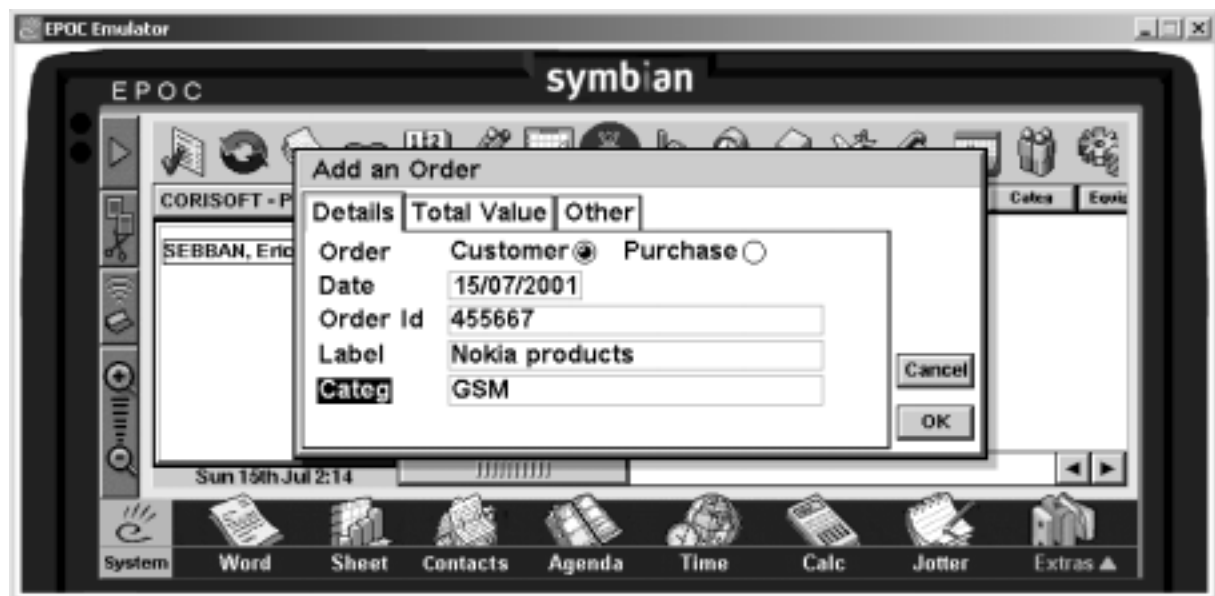 EPOC Emulator
symbian
EPOC
Add an Order
CORISOFT - P
Categ
Details Total Value Other
SEBBAN, Eric
Order Customer Purchase
Date 15/07/2001
Order Id 455667
Label Nokia products
Cancel
Categ GSM
OK
Sun 15th Jul 2:14
System Word Sheet Contacts Agenda Time Calc Jotter Extras